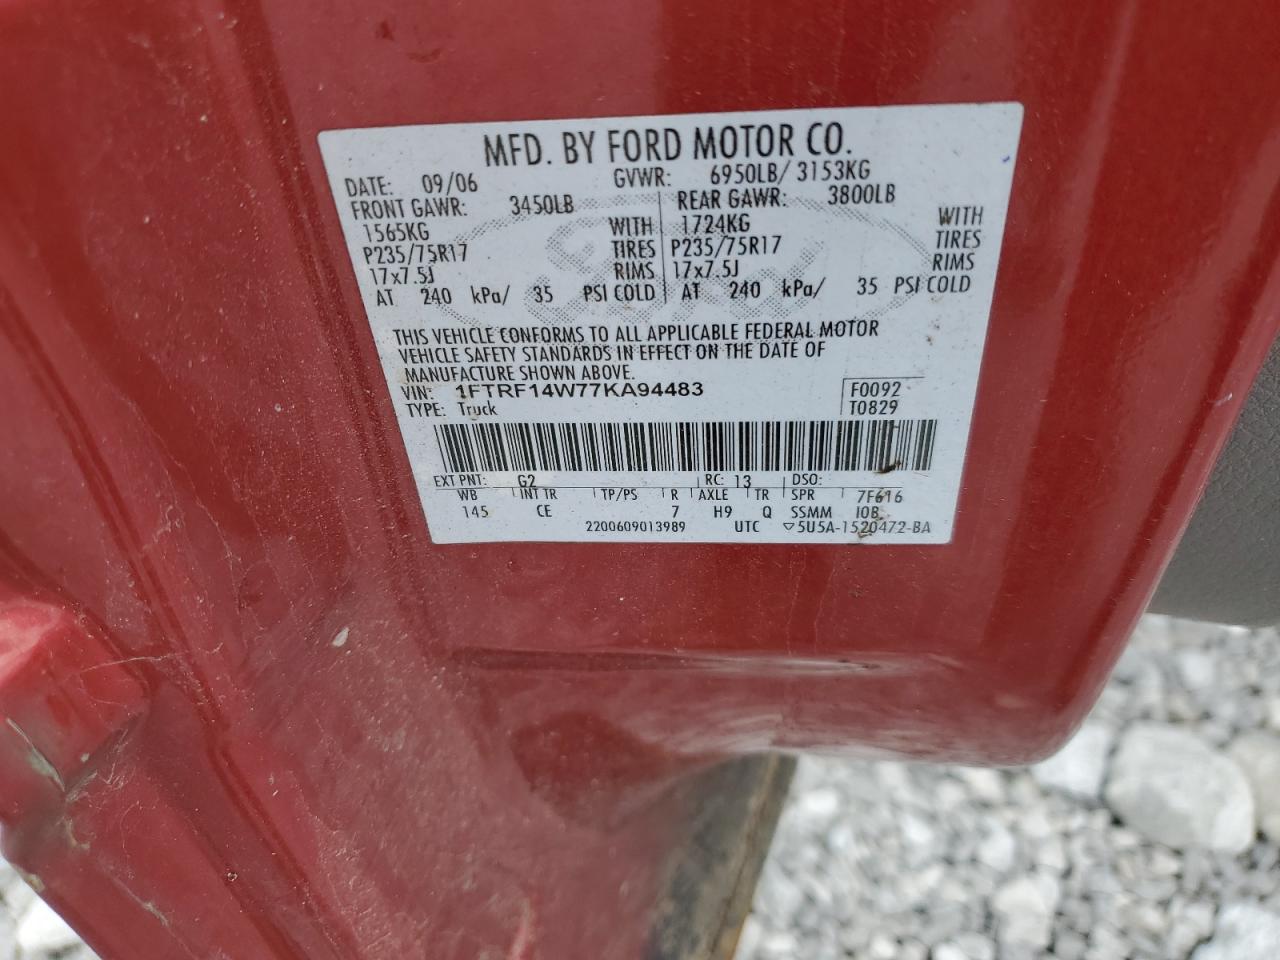 MFD. BY FORD MOTOR CO.
DATE: 09/06 GVWR: 6950LB/ 3153KG
FRONT GAWR: 3450LB REAR GAWR: 3800LB
1565KG WITH 1724KG WITH
P235/75R17 TIRES P235/75R17 TIRES
17x7.5J RIMS 17x7.5J RIMS
AT 240 kPa/ 35 PSI COLD AT 240 kPa/ 35 PSI COLD
THIS VEHICLE CONFORMS TO ALL APPLICABLE FEDERAL MOTOR
VEHICLE SAFETY STANDARDS IN EFFECT ON THE DATE OF
MANUFACTURE SHOWN ABOVE.
VIN: 1FTRF14W77KA94483 F0092
TYPE: Truck T0829
EXT PNT: G2 RC: 13 DSO:
WB INT TR TP/PS R AXLE TR SPR 7F616
145 CE 7 H9 Q SSMM IOB
2200609013989 UTC ▽5U5A-1520472-BA